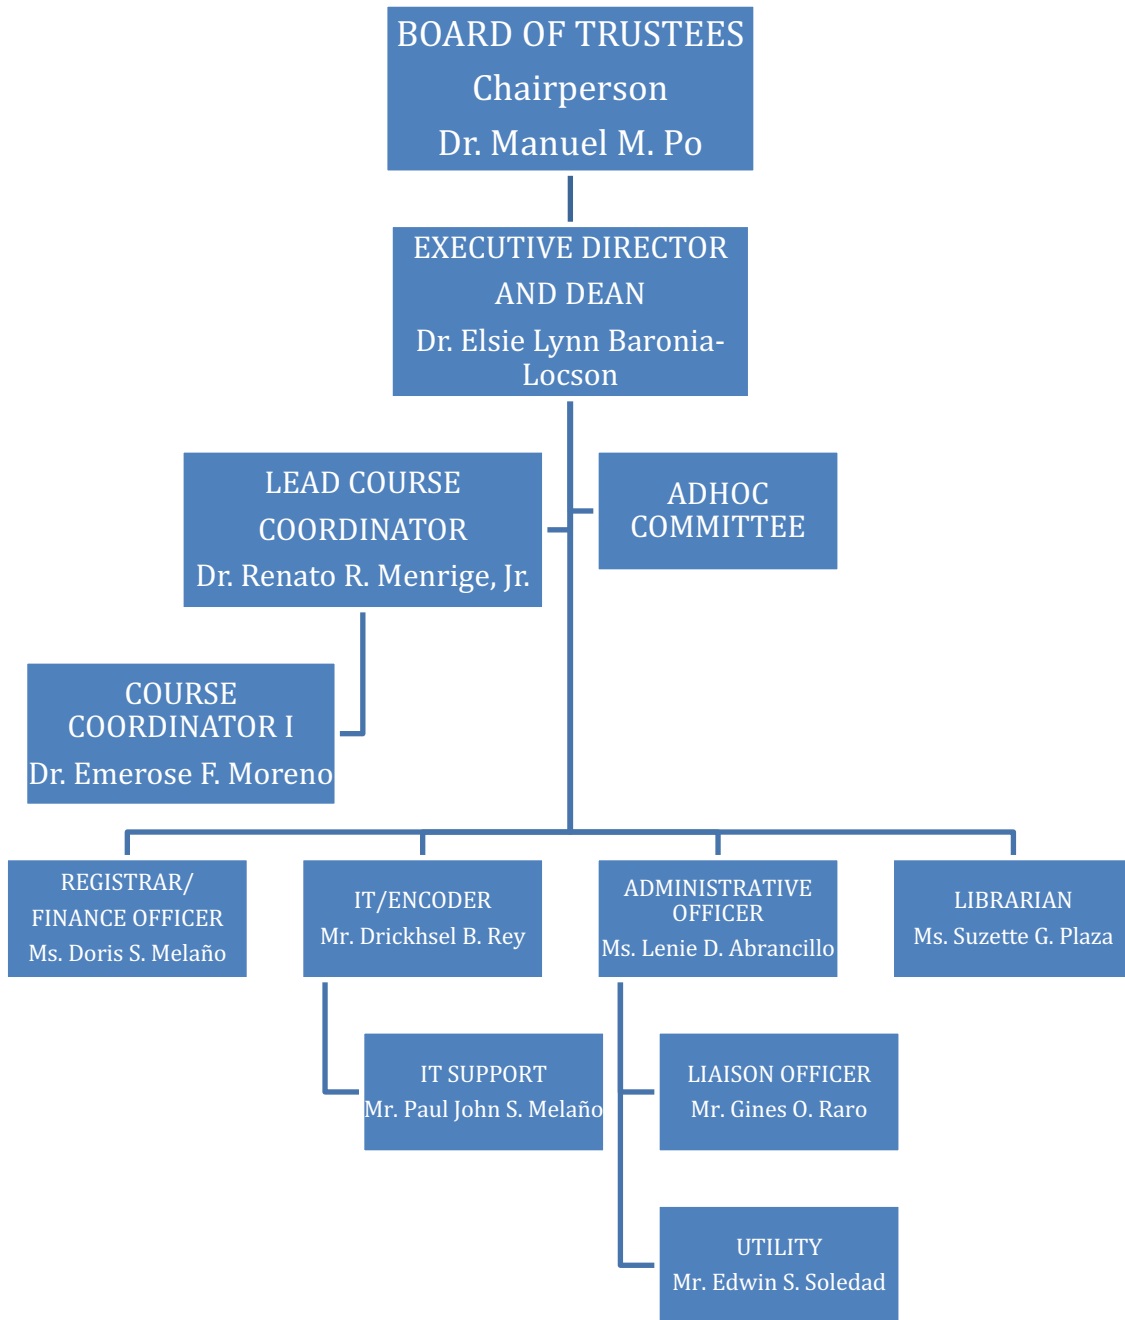 BOARD OF TRUSTEES
Chairperson
Dr. Manuel M. Po
EXECUTIVE DIRECTOR
AND DEAN
Dr. Elsie Lynn Baronia-
Locson
LEAD COURSE
COORDINATOR
Dr. Renato R. Menrige, Jr.
ADHOC
COMMITTEE
COURSE
COORDINATOR I
Dr. Emerose F. Moreno
REGISTRAR/
FINANCE OFFICER
Ms. Doris S. Melaño
IT/ENCODER
Mr. Drickhsel B. Rey
ADMINISTRATIVE
OFFICER
Ms. Lenie D. Abrancillo
LIBRARIAN
Ms. Suzette G. Plaza
IT SUPPORT
Mr. Paul John S. Melaño
LIAISON OFFICER
Mr. Gines O. Raro
UTILITY
Mr. Edwin S. Soledad